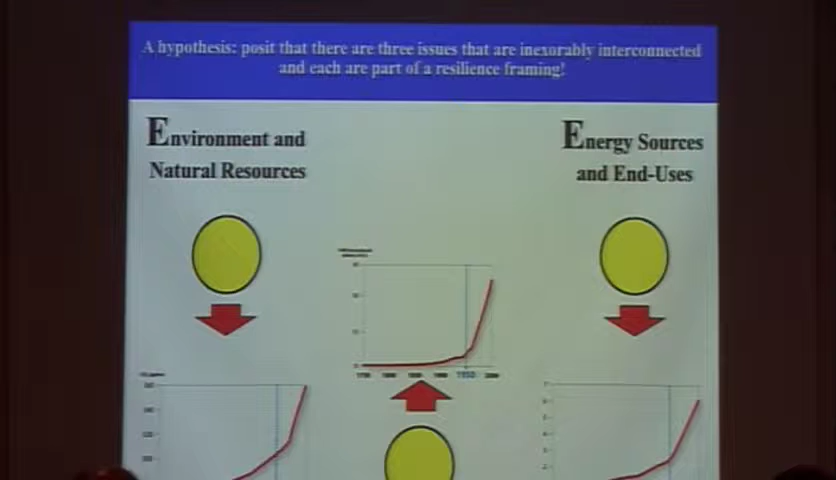 A hypothesis: posit that there are three issues that are inexorably interconnected
and each are part of a resilience framing!
Environment and
Natural Resources
Energy Sources
and End-Uses
1950